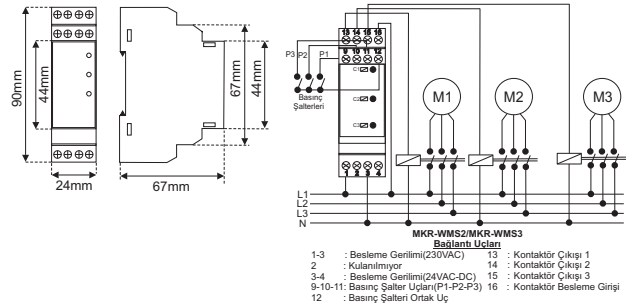 90mm
44mm
24mm
67mm
67mm
44mm
13 14 15 16
9 10 11 12
P3 P2 P1
C1
C2
C3
Basınç
Şalterleri
1 2 3 4
M1
M2
M3
L1
L2
L3
N
MKR-WMS2/MKR-WMS3
Bağlantı Uçları
1-3 : Besleme Gerilimi(230VAC)
2 : Kulanılmıyor
3-4 : Besleme Gerilimi(24VAC-DC)
9-10-11: Basınç Şalter Uçları(P1-P2-P3)
12 : Basınç Şalteri Ortak Uç
13 : Kontaktör Çıkışı 1
14 : Kontaktör Çıkışı 2
15 : Kontaktör Çıkışı 3
16 : Kontaktör Besleme Girişi